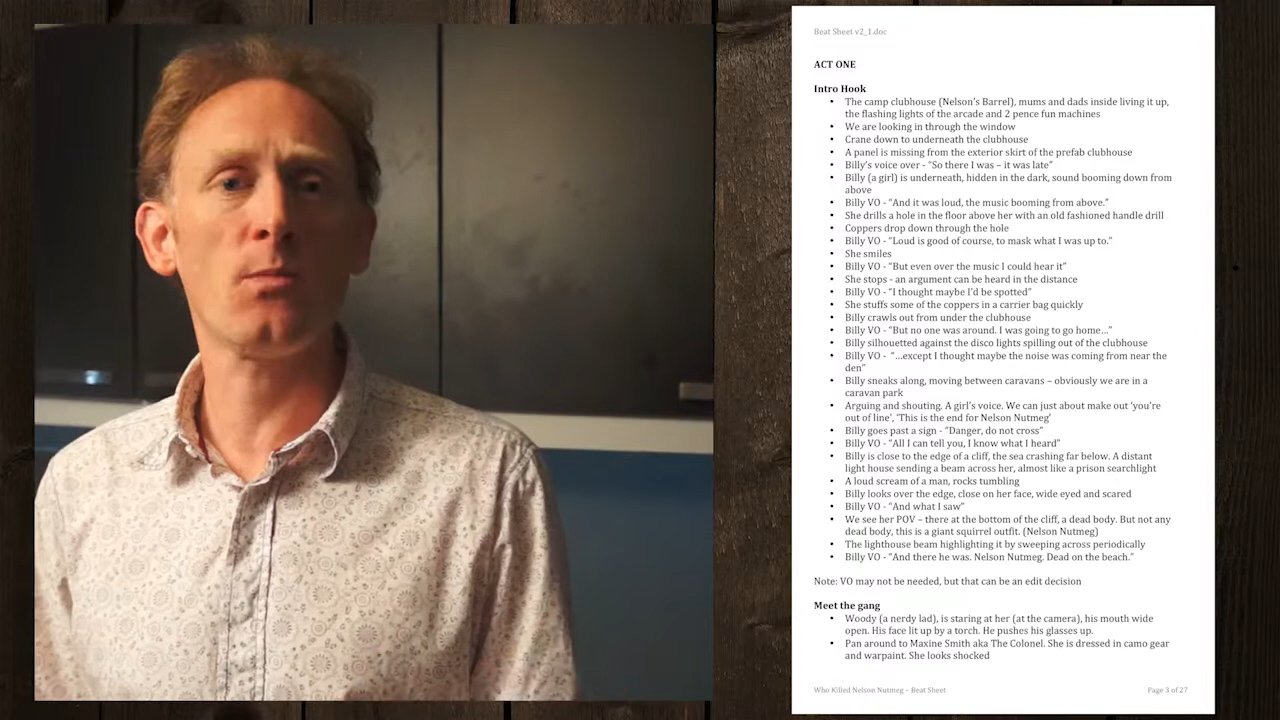 Beat Sheet v2_1.doc
ACT ONE
Intro Hook
• The camp clubhouse (Nelson's Barrel), mums and dads inside living it up,
the flashing lights of the arcade and 2 pence fun machines
• We are looking in through the window
• Crane down to underneath the clubhouse
• A panel is missing from the exterior skirt of the prefab clubhouse
• Billy's voice over - "So there I was – it was late"
• Billy (a girl) is underneath, hidden in the dark, sound booming down from
above
• Billy VO - "And it was loud, the music booming from above."
• She drills a hole in the floor above her with an old fashioned handle drill
• Coppers drop down through the hole
• Billy VO - "Loud is good of course, to mask what I was up to."
• She smiles
• Billy VO - "But even over the music I could hear it"
• She stops - an argument can be heard in the distance
• Billy VO - "I thought maybe I'd be spotted"
• She stuffs some of the coppers in a carrier bag quickly
• Billy crawls out from under the clubhouse
• Billy VO - "But no one was around. I was going to go home…"
• Billy silhouetted against the disco lights spilling out of the clubhouse
• Billy VO - "…except I thought maybe the noise was coming from near the
den"
• Billy sneaks along, moving between caravans – obviously we are in a
caravan park
• Arguing and shouting. A girl's voice. We can just about make out 'you're
out of line', 'This is the end for Nelson Nutmeg'
• Billy goes past a sign - "Danger, do not cross"
• Billy VO - "All I can tell you, I know what I heard"
• Billy is close to the edge of a cliff, the sea crashing far below. A distant
light house sending a beam across her, almost like a prison searchlight
• A loud scream of a man, rocks tumbling
• Billy looks over the edge, close on her face, wide eyed and scared
• Billy VO - "And what I saw"
• We see her POV – there at the bottom of the cliff, a dead body. But not any
dead body, this is a giant squirrel outfit. (Nelson Nutmeg)
• The lighthouse beam highlighting it by sweeping across periodically
• Billy VO - "And there he was. Nelson Nutmeg. Dead on the beach."
Note: VO may not be needed, but that can be an edit decision
Meet the gang
• Woody (a nerdy lad), is staring at her (at the camera), his mouth wide
open. His face lit up by a torch. He pushes his glasses up.
• Pan around to Maxine Smith aka The Colonel. She is dressed in camo gear
and warpaint. She looks shocked
Who Killed Nelson Nutmeg – Beat Sheet
Page 3 of 27